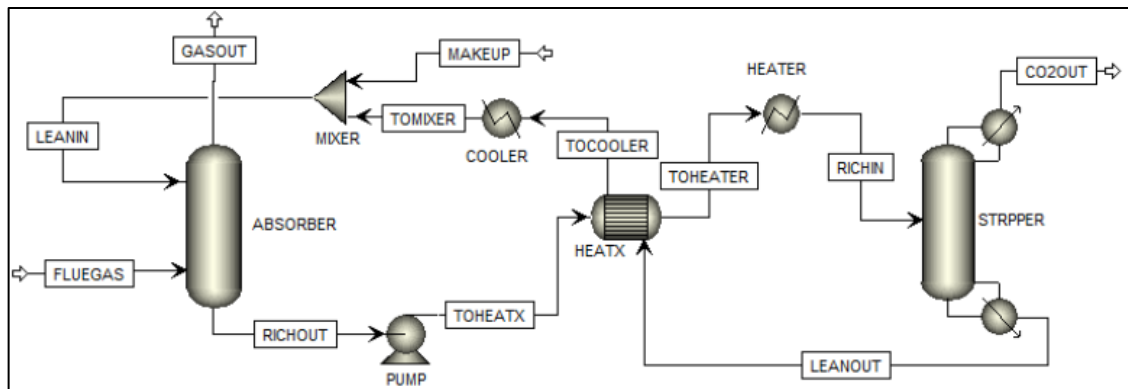 GASOUT
MAKEUP
HEATER
CO2OUT
LEANIN
MIXER
TOMIXER
COOLER
TOCOOLER
TOHEATER
RICHIN
ABSORBER
STRPPER
HEATX
FLUEGAS
RICHOUT
TOHEATX
PUMP
LEANOUT